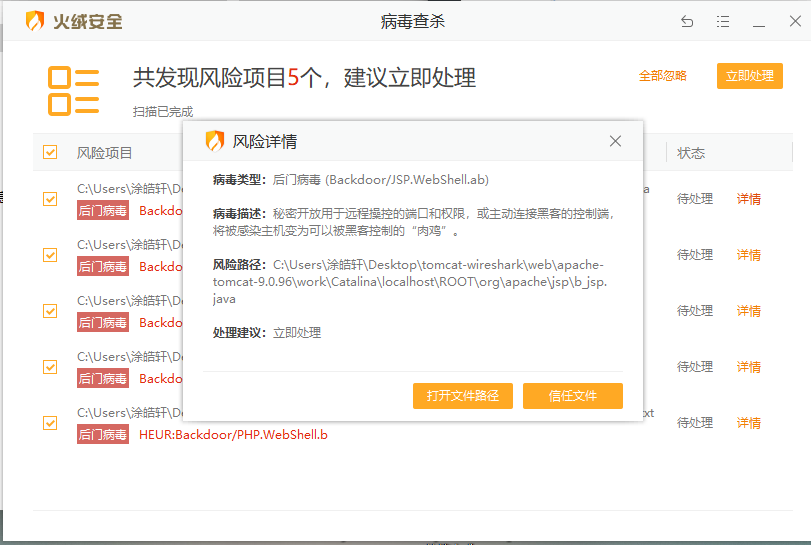 火绒安全
病毒查杀
共发现风险项目5个，建议立即处理
全部忽略
立即处理
扫描已完成
风险项目
状态
C:\Users\涂皓轩\De
a
后门病毒 Backdo
待处理 详情
C:\Users\涂皓轩\De
后门病毒 Backdo
待处理 详情
C:\Users\涂皓轩\De
后门病毒 Backdo
待处理 详情
C:\Users\涂皓轩\De
后门病毒 Backdo
待处理 详情
C:\Users\涂皓轩\De
txt
后门病毒 HEUR:Backdoor/PHP.WebShell.b
待处理 详情
风险详情
病毒类型：后门病毒 (Backdoor/JSP.WebShell.ab)
病毒描述：秘密开放用于远程操控的端口和权限，或主动连接黑客的控制端，
将被感染主机变为可以被黑客控制的“肉鸡”。
风险路径：C:\Users\涂皓轩\Desktop\tomcat-wireshark\web\apache-
tomcat-9.0.96\work\Catalina\localhost\ROOT\org\apache\jsp\b_jsp.
java
处理建议：立即处理
打开文件路径
信任文件